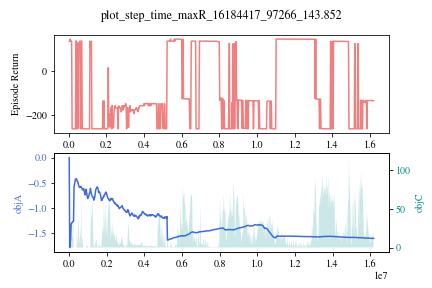 plot_step_time_maxR_16184417_97266_143.852
Episode Return
0
−200
0.0 0.2 0.4 0.6 0.8 1.0 1.2 1.4 1.6
objA
0.0
−0.5
−1.0
−1.5
100
50
0
objC
0.0 0.2 0.4 0.6 0.8 1.0 1.2 1.4 1.6
1e7